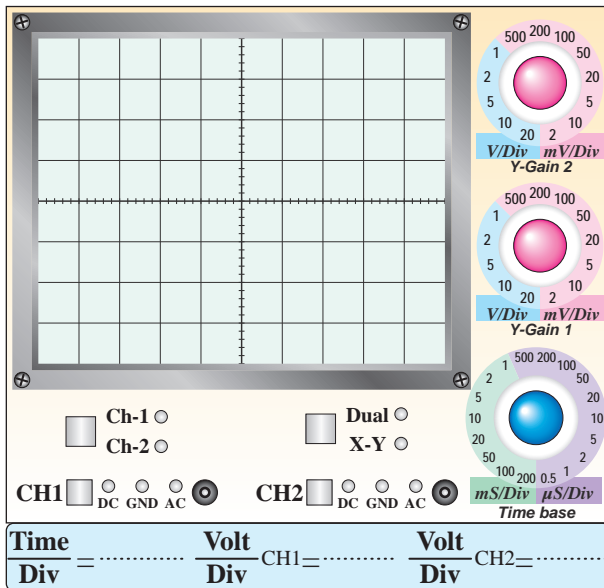 500 200 100
1 50
2 20
5 10
10 2
20
V/Div mV/Div
Y-Gain 2
500 200 100
1 50
2 20
5 10
10 2
20
V/Div mV/Div
Y-Gain 1
1 500 200 100
2 50
5 20
10 10
20 5
50 2
100 1
200 0.5
mS/Div µS/Div
Time base
Ch-1 Dual
Ch-2 X-Y
CH1 DC GND AC CH2 DC GND AC
Time/Div = ............ Volt/Div CH1= ............ Volt/Div CH2= ..........